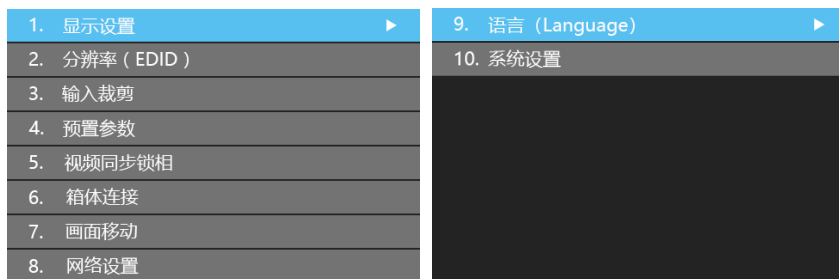 1. 显示设置
2. 分辨率（EDID）
3. 输入裁剪
4. 预置参数
5. 视频同步锁相
6. 箱体连接
7. 画面移动
8. 网络设置
9. 语言（Language）
10. 系统设置